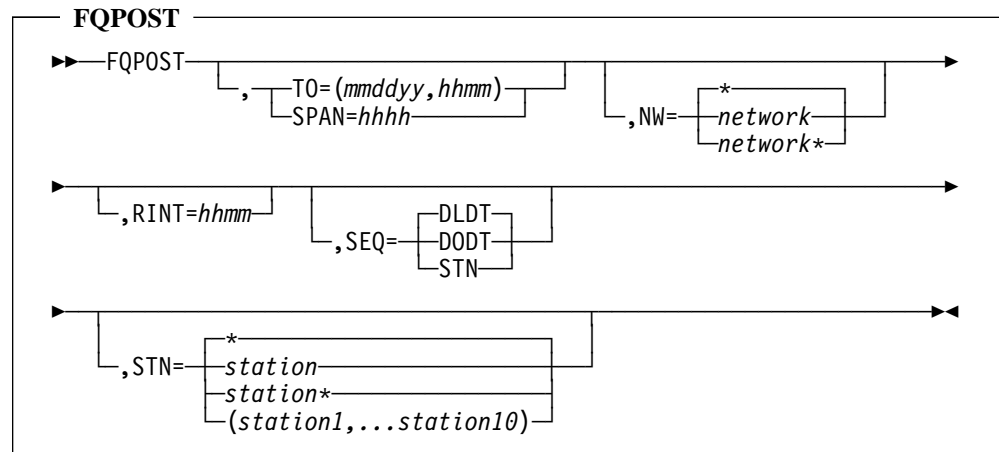 FQPOST
FQPOST
, TO=(mmddyy,hhmm)
SPAN=hhhh
,NW= *
network
network*
,RINT=hhmm
,SEQ= DLDT
DODT
STN
,STN= *
station
station*
(station1,...station10)